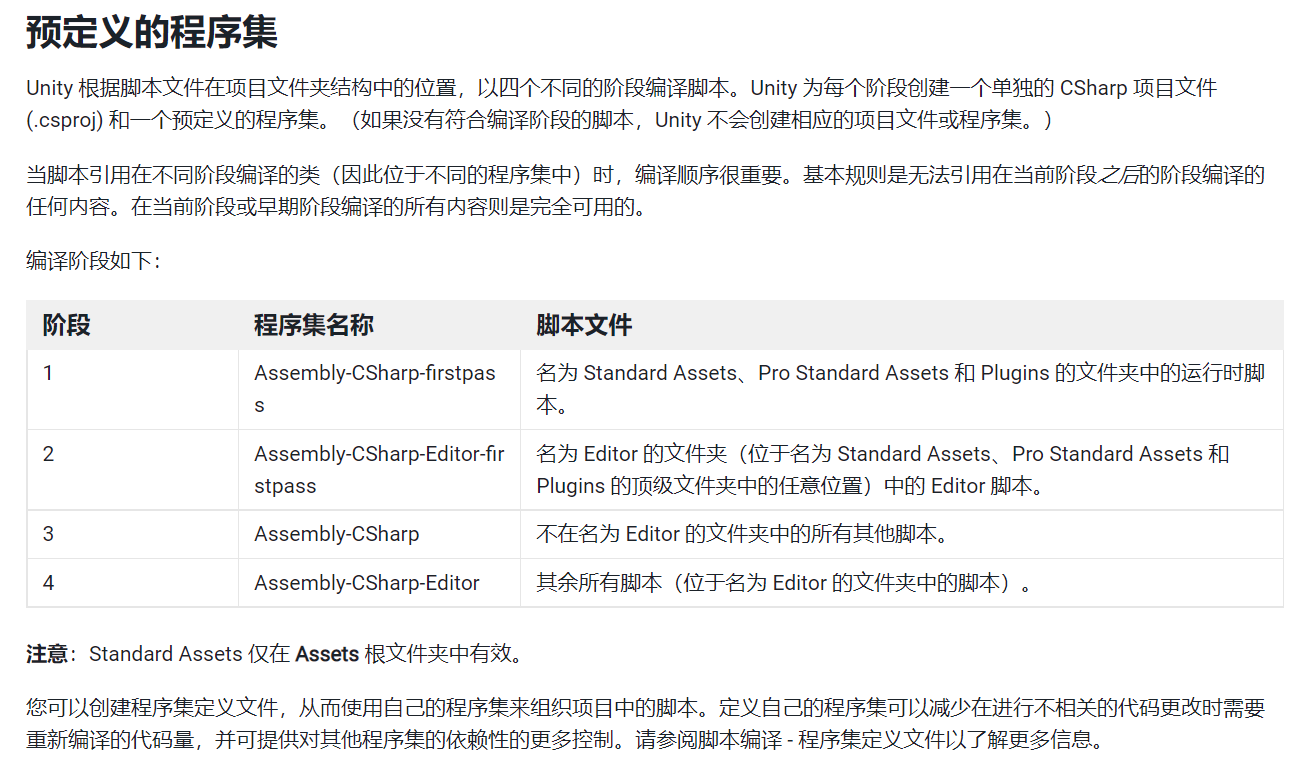 预定义的程序集
Unity 根据脚本文件在项目文件夹结构中的位置，以四个不同的阶段编译脚本。Unity 为每个阶段创建一个单独的 CSharp 项目文件
(.csproj) 和一个预定义的程序集。（如果没有符合编译阶段的脚本，Unity 不会创建相应的项目文件或程序集。）
当脚本引用在不同阶段编译的类（因此位于不同的程序集中）时，编译顺序很重要。基本规则是无法引用在当前阶段之后的阶段编译的
任何内容。在当前阶段或早期阶段编译的所有内容则是完全可用的。
编译阶段如下：
阶段 程序集名称 脚本文件
1 Assembly-CSharp-firstpas 名为 Standard Assets、Pro Standard Assets 和 Plugins 的文件夹中的运行时脚
s 本。
2 Assembly-CSharp-Editor-fir 名为 Editor 的文件夹（位于名为 Standard Assets、Pro Standard Assets 和
stpass Plugins 的顶级文件夹中的任意位置）中的 Editor 脚本。
3 Assembly-CSharp 不在名为 Editor 的文件夹中的所有其他脚本。
4 Assembly-CSharp-Editor 其余所有脚本（位于名为 Editor 的文件夹中的脚本）。
注意：Standard Assets 仅在 Assets 根文件夹中有效。
您可以创建程序集定义文件，从而使用自己的程序集来组织项目中的脚本。定义自己的程序集可以减少在进行不相关的代码更改时需要
重新编译的代码量，并可提供对其他程序集的依赖性的更多控制。请参阅脚本编译 - 程序集定义文件以了解更多信息。